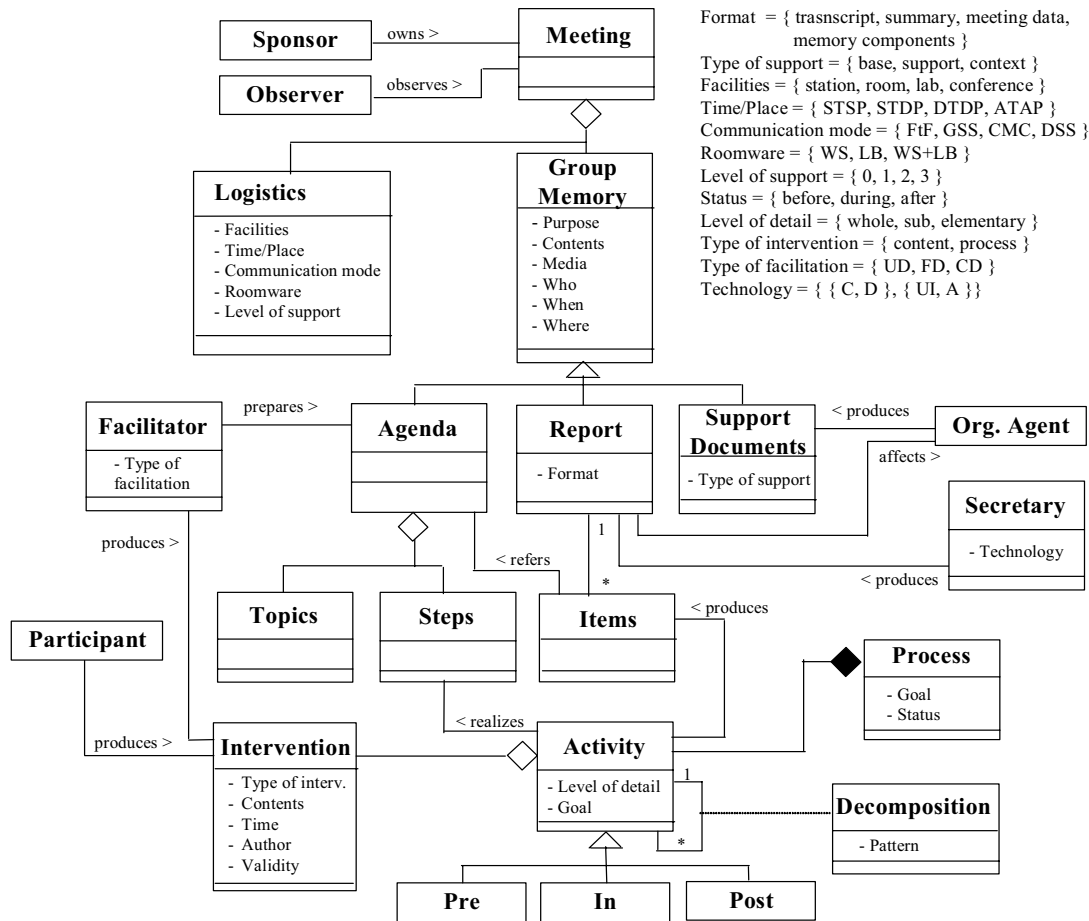 Sponsor
owns >
Meeting
Observer
observes >
Format = { trasnscript, summary, meeting data,
memory components }
Type of support = { base, support, context }
Facilities = { station, room, lab, conference }
Time/Place = { STSP, STDP, DTDP, ATAP }
Communication mode = { FtF, GSS, CMC, DSS }
Roomware = { WS, LB, WS+LB }
Level of support = { 0, 1, 2, 3 }
Status = { before, during, after }
Level of detail = { whole, sub, elementary }
Type of intervention = { content, process }
Type of facilitation = { UD, FD, CD }
Technology = { { C, D }, { UI, A }}
Logistics
- Facilities
- Time/Place
- Communication mode
- Roomware
- Level of support
Group
Memory
- Purpose
- Contents
- Media
- Who
- When
- Where
Facilitator
- Type of
facilitation
prepares >
Agenda
Report
- Format
Support
Documents
- Type of support
< produces
Org. Agent
affects >
Secretary
- Technology
< produces
produces >
< refers
1
*
Topics
Steps
Items
< produces
Participant
Process
- Goal
- Status
produces >
< realizes
Intervention
- Type of interv.
- Contents
- Time
- Author
- Validity
Activity
- Level of detail
- Goal
1
*
Decomposition
- Pattern
Pre
In
Post